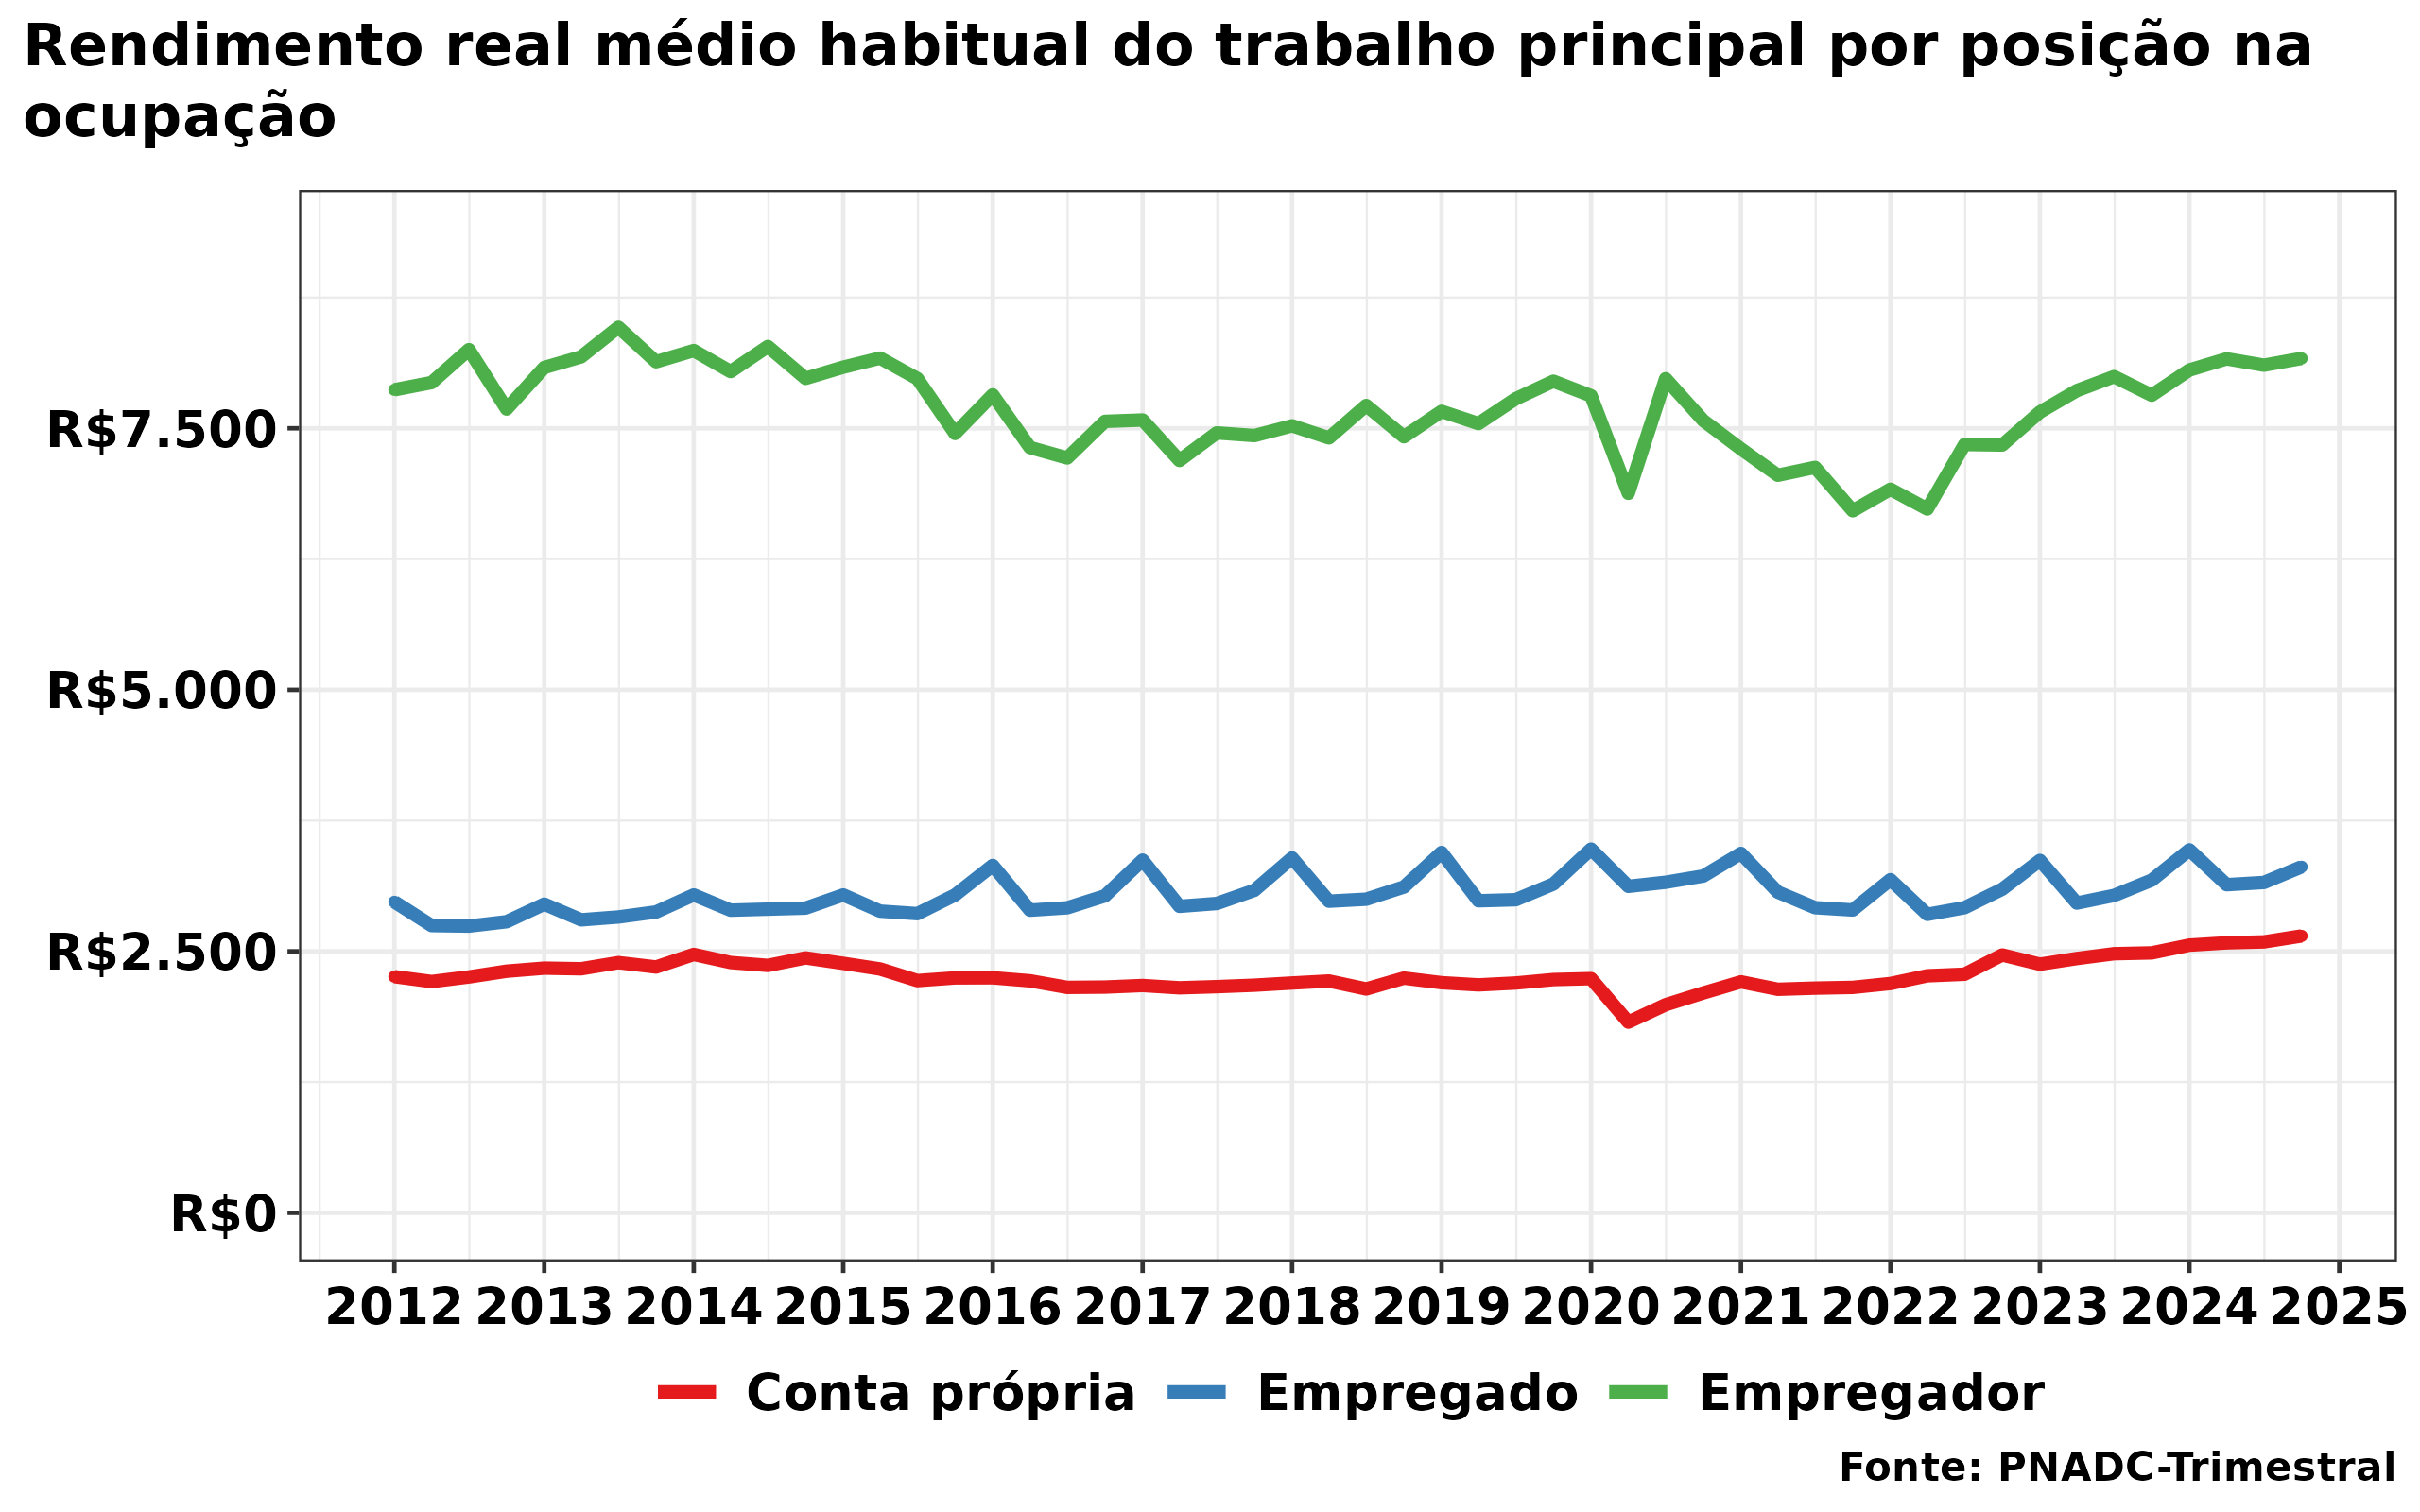 Rendimento real médio habitual do trabalho principal por posição na
ocupação
R$7.500
R$5.000
R$2.500
R$0
2012 2013 2014 2015 2016 2017 2018 2019 2020 2021 2022 2023 2024 2025
Conta própria Empregado Empregador
Fonte: PNADC-Trimestral